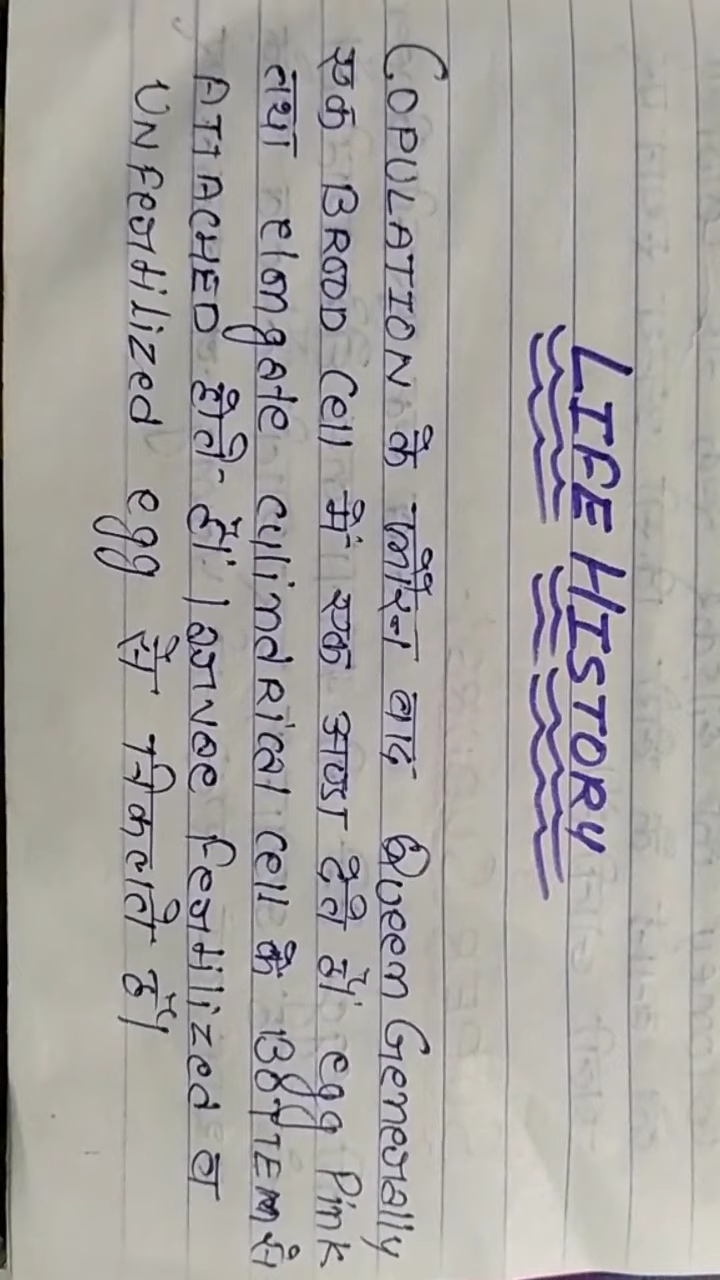 LIFE HISTORY
COPULATION के तीन बाद Queen Generally
एक BROOD Cell में एक अण्डा देते हैं egg Pink
तथा elongate cylindRical cell के BOTTEM से
ATTACHED होते हैं। larvae fertilized व
UNfertilized egg से निकलते हैं।